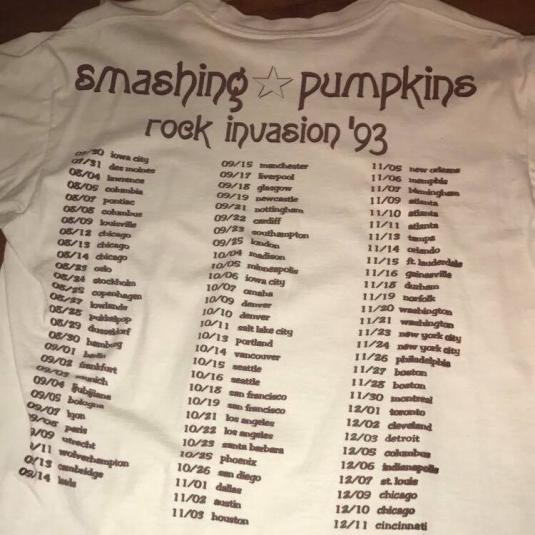 smashing ☆ pumpkins
rock invasion '93
07/30 iowa city
07/31 des moines
08/04 lawrence
08/05 columbia
08/07 pontiac
08/08 columbus
08/09 louisville
08/12 chicago
08/13 chicago
08/14 chicago
08/23 oslo
08/24 stockholm
08/25 copenhagen
08/27 lowlands
08/28 pukkelpop
08/29 dusseldorf
08/30 hamburg
09/01 berlin
09/02 frankfurt
09/03 munich
09/04 ljubljana
09/05 bologna
09/07 lyon
9/08 paris
9/09 utrecht
/11 wolverhampton
0/13 cambridge
09/14 leeds
09/15 manchester
09/17 liverpool
09/18 glasgow
09/19 newcastle
09/21 nottingham
09/22 cardiff
09/23 southampton
09/25 london
10/04 madison
10/05 minneapolis
10/06 iowa city
10/07 omaha
10/09 denver
10/10 denver
10/11 salt lake city
10/13 portland
10/14 vancouver
10/15 seattle
10/16 seattle
10/18 san francisco
10/19 san francisco
10/21 los angeles
10/22 los angeles
10/23 santa barbara
10/25 phoenix
10/26 san diego
11/01 dallas
11/02 austin
11/03 houston
11/05 new orleans
11/06 memphis
11/07 birmingham
11/09 atlanta
11/10 atlanta
11/11 atlanta
11/13 tampa
11/14 orlando
11/15 ft. lauderdale
11/16 gainesville
11/18 durham
11/19 norfolk
11/20 washington
11/21 washington
11/23 new york city
11/24 new york city
11/26 philadelphia
11/27 boston
11/28 boston
11/30 montreal
12/01 toronto
12/02 cleveland
12/03 detroit
12/05 columbus
12/06 indianapolis
12/07 st. louis
12/09 chicago
12/10 chicago
12/11 cincinnati